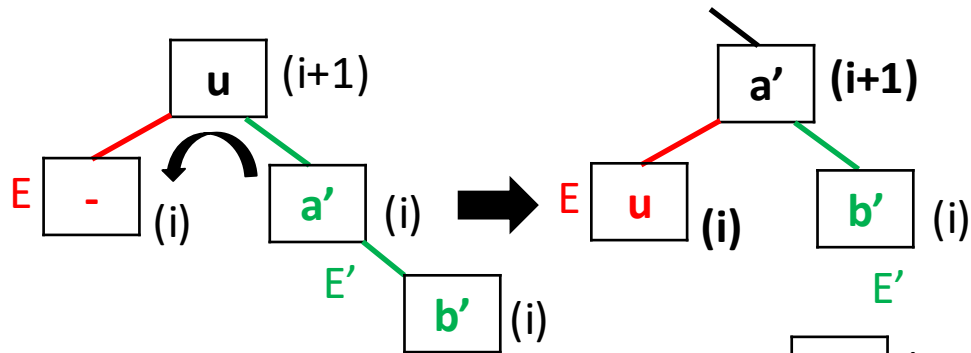 u (i+1)
E - (i) a’ (i)
E’ b’ (i)
a’ (i+1)
E u (i) b’ (i)
E’